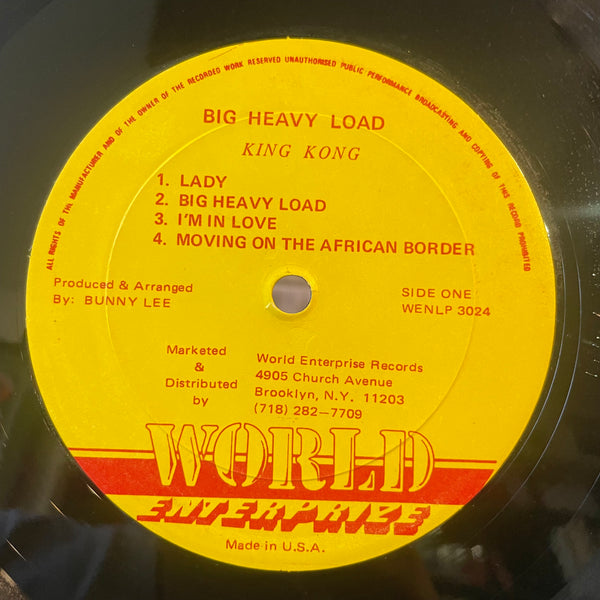 ALL RIGHTS OF THE MANUFACTURER AND OF THE OWNER OF THE RECORDED WORK RESERVED UNAUTHORISED PUBLIC PERFORMANCE BROADCASTING AND COPYING OF THIS RECORD PROHIBITED
BIG HEAVY LOAD
KING KONG
1. LADY
2. BIG HEAVY LOAD
3. I'M IN LOVE
4. MOVING ON THE AFRICAN BORDER
Produced & Arranged
By: BUNNY LEE
SIDE ONE
WENLP 3024
Marketed
&
Distributed
by
World Enterprise Records
4905 Church Avenue
Brooklyn, N.Y. 11203
(718) 282-7709
WORLD
ENTERPRIZE
Made in U.S.A.